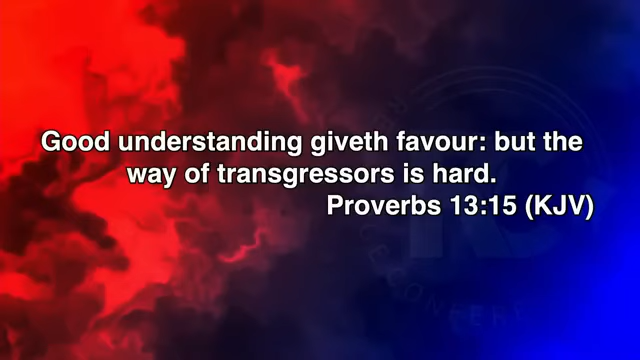 Good understanding giveth favour: but the
way of transgressors is hard.
Proverbs 13:15 (KJV)